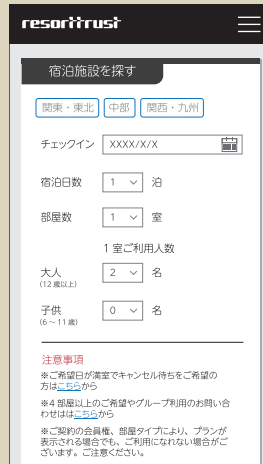 resorttrust
宿泊施設を探す
関東・東北 中部 関西・九州
チェックイン XXXX/X/X
宿泊日数 1 泊
部屋数 1 室
1 室ご利用人数
大人 2 名
(12 歳以上)
子供 0 名
(6 ～ 11 歳)
注意事項
※ご希望日が満室でキャンセル待ちをご希望の
方はこちらから
※4 部屋以上のご希望やグループ利用のお問い合
わせははこちらから
※ご契約の会員権、部屋タイプにより、プランが
表示される場合でも、ご利用になれない場合がご
ざいます。ご注意ください。